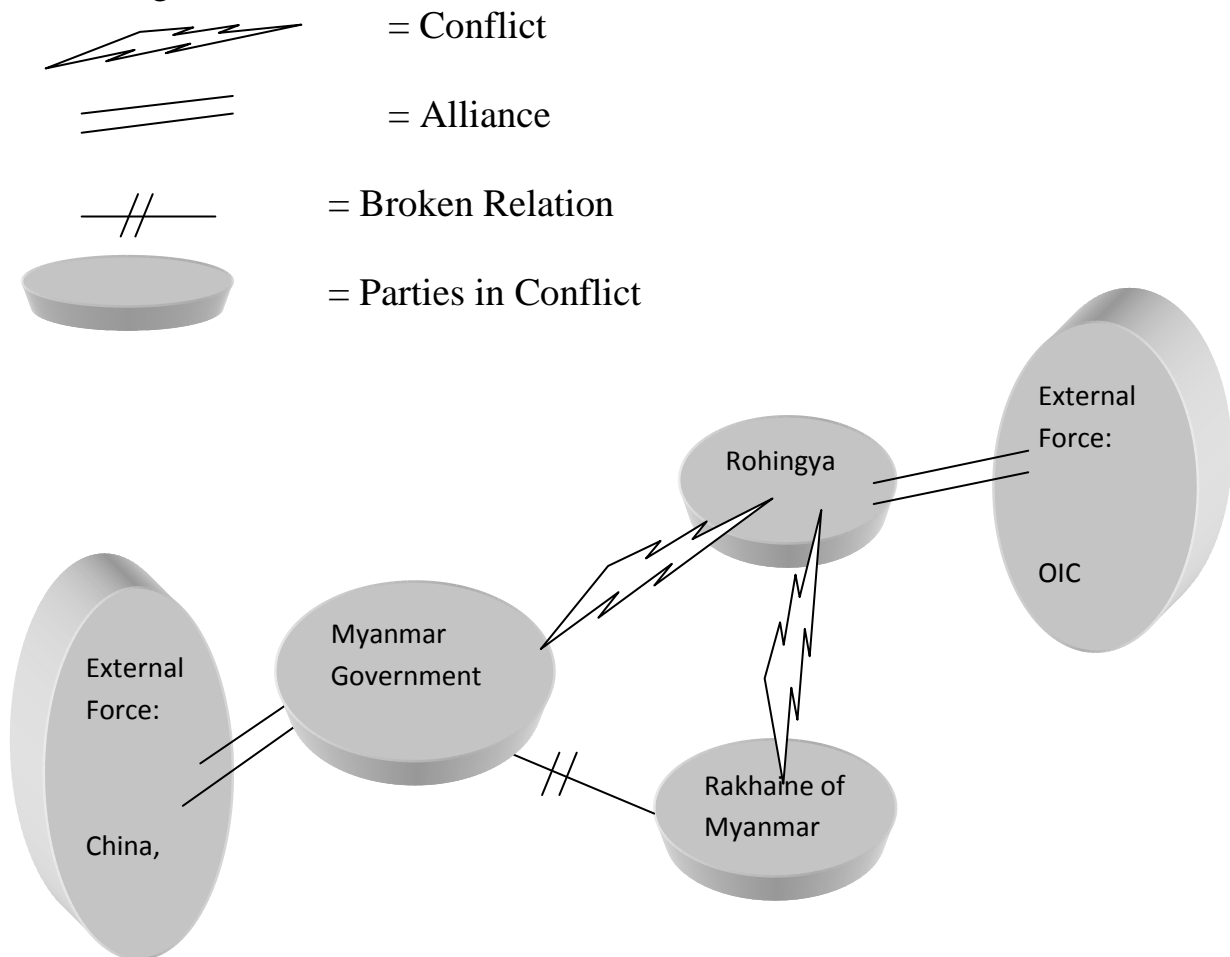 = Conflict
= Alliance
= Broken Relation
= Parties in Conflict
External
Force:
OIC
Rohingya
Myanmar
Government
External
Force:
China,
Rakhaine of
Myanmar